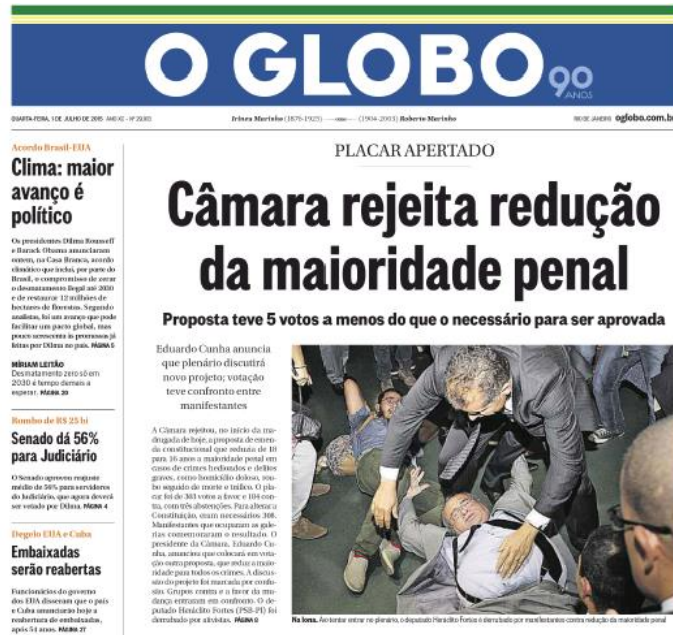 O GLOBO 90
ANOS
QUARTA-FEIRA, 1 DE JULHO DE 2015 ANO XC - Nº
Irineu Marinho (1876-1925)
(1904-2003) Roberto Marinho
RIO DE JANEIRO oglobo.com.br
Acordo Brasil-EUA
Clima: maior
avanço é
político
Os presidentes Dilma Rousseff
e Barack Obama anunciaram
ontem, na Casa Branca, acordo
climático que inclui, por parte do
Brasil, o compromisso de zerar
o desmatamento ilegal até 2030
e de restaurar 12 milhões de
hectares de florestas. Segundo
analistas, foi um avanço que pode
facilitar um pacto global, mas
pouco acrescenta às promessas já
feitas por Dilma no país. PÁGINA 5
MÍRIAM LEITÃO
Desmatamento zero só em
2030 é tempo demais a
esperar. PÁGINA 20
Rombo de R$ 25 bi
Senado dá 56%
para Judiciário
O Senado aprovou reajuste
médio de 56% para servidores
do Judiciário, que agora deverá
ser votado por Dilma. PÁGINA 4
Degelo EUA e Cuba
Embaixadas
serão reabertas
Funcionários do governo
dos EUA disseram que o país
e Cuba anunciarão hoje a
reabertura de embaixadas,
após 54 anos. PÁGINA 27
PLACAR APERTADO
Câmara rejeita redução
da maioridade penal
Proposta teve 5 votos a menos do que o necessário para ser aprovada
Eduardo Cunha anuncia
que plenário discutirá
novo projeto; votação
teve confronto entre
manifestantes
A Câmara rejeitou, no início da ma-
drugada de hoje, a proposta de emen-
da constitucional que reduzia de 18
para 16 anos a maioridade penal em
casos de crimes hediondos e delitos
graves, como homicídio doloso, rou-
bo seguido de morte e tráfico. O pla-
car foi de 303 votos a favor e 184 con-
tra, com três abstenções. Para alterar a
Constituição, eram necessários 308.
Manifestantes que ocuparam as gale-
rias comemoraram o resultado. O
presidente da Câmara, Eduardo Cu-
nha, anunciou que colocará em vota-
ção outra proposta, que reduz a maio-
ridade para todos os crimes. A discus-
são do projeto foi marcada por confu-
são. Grupos contra e a favor da mu-
dança entraram em confronto. O de-
putado Heráclito Fortes (PSB-PI) foi
derrubado por ativistas. PÁGINA 6
Na lona. Ao tentar entrar no plenário, o deputado Heráclito Fortes é derrubado por manifestantes contra redução da maioridade penal